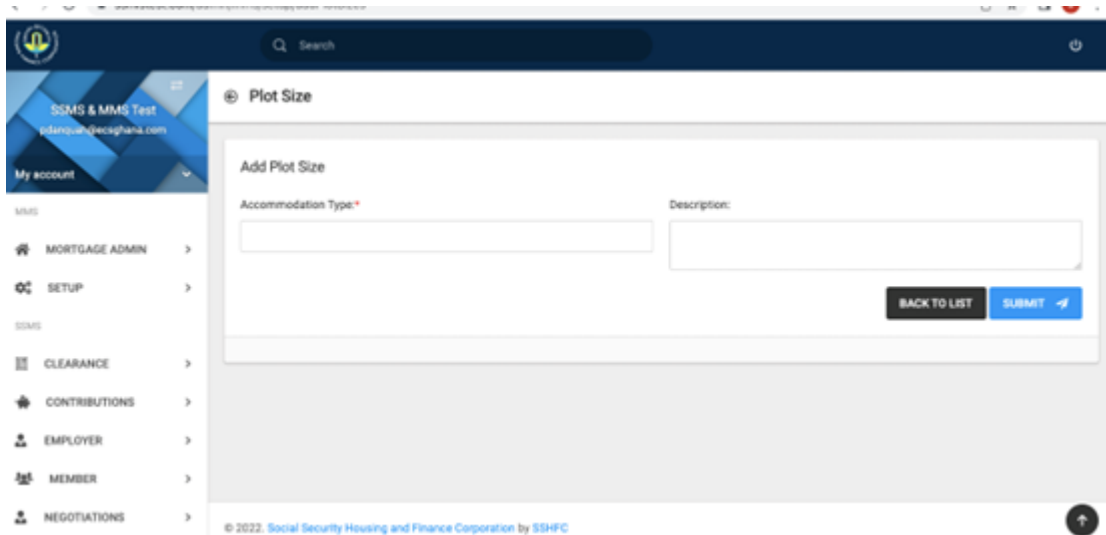 Search
SSMS & MMS Test
pdanquah@ecsghana.com
My account
MMS
MORTGAGE ADMIN
SETUP
SSMS
CLEARANCE
CONTRIBUTIONS
EMPLOYER
MEMBER
NEGOTIATIONS
Plot Size
Add Plot Size
Accommodation Type:*
Description:
BACK TO LIST
SUBMIT
© 2022. Social Security Housing and Finance Corporation by SSHFC